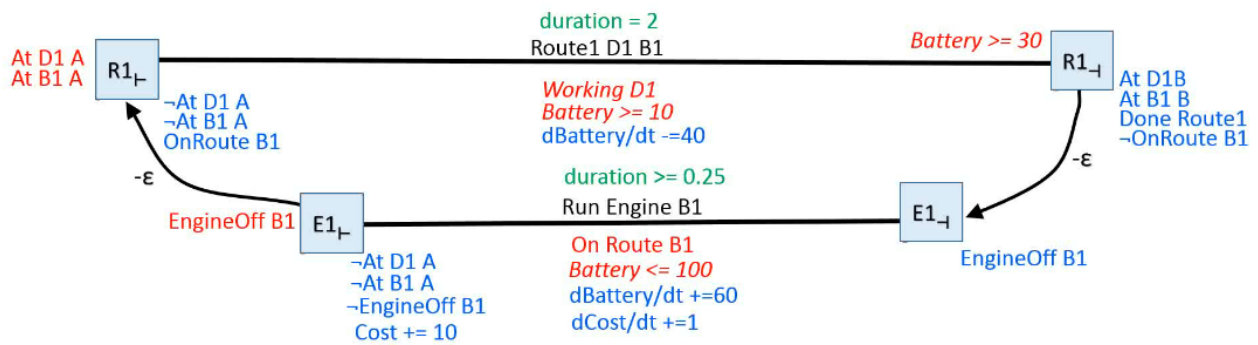 duration = 2
Route1 D1 B1
Battery >= 30
At D1 A
At B1 A
R1⊢
R1⊣
¬At D1 A
¬At B1 A
OnRoute B1
Working D1
Battery >= 10
dBattery/dt -=40
At D1B
At B1 B
Done Route1
¬OnRoute B1
-ε
-ε
duration >= 0.25
Run Engine B1
EngineOff B1
E1⊢
E1⊣
¬At D1 A
¬At B1 A
¬EngineOff B1
Cost += 10
On Route B1
Battery <= 100
dBattery/dt +=60
dCost/dt +=1
EngineOff B1